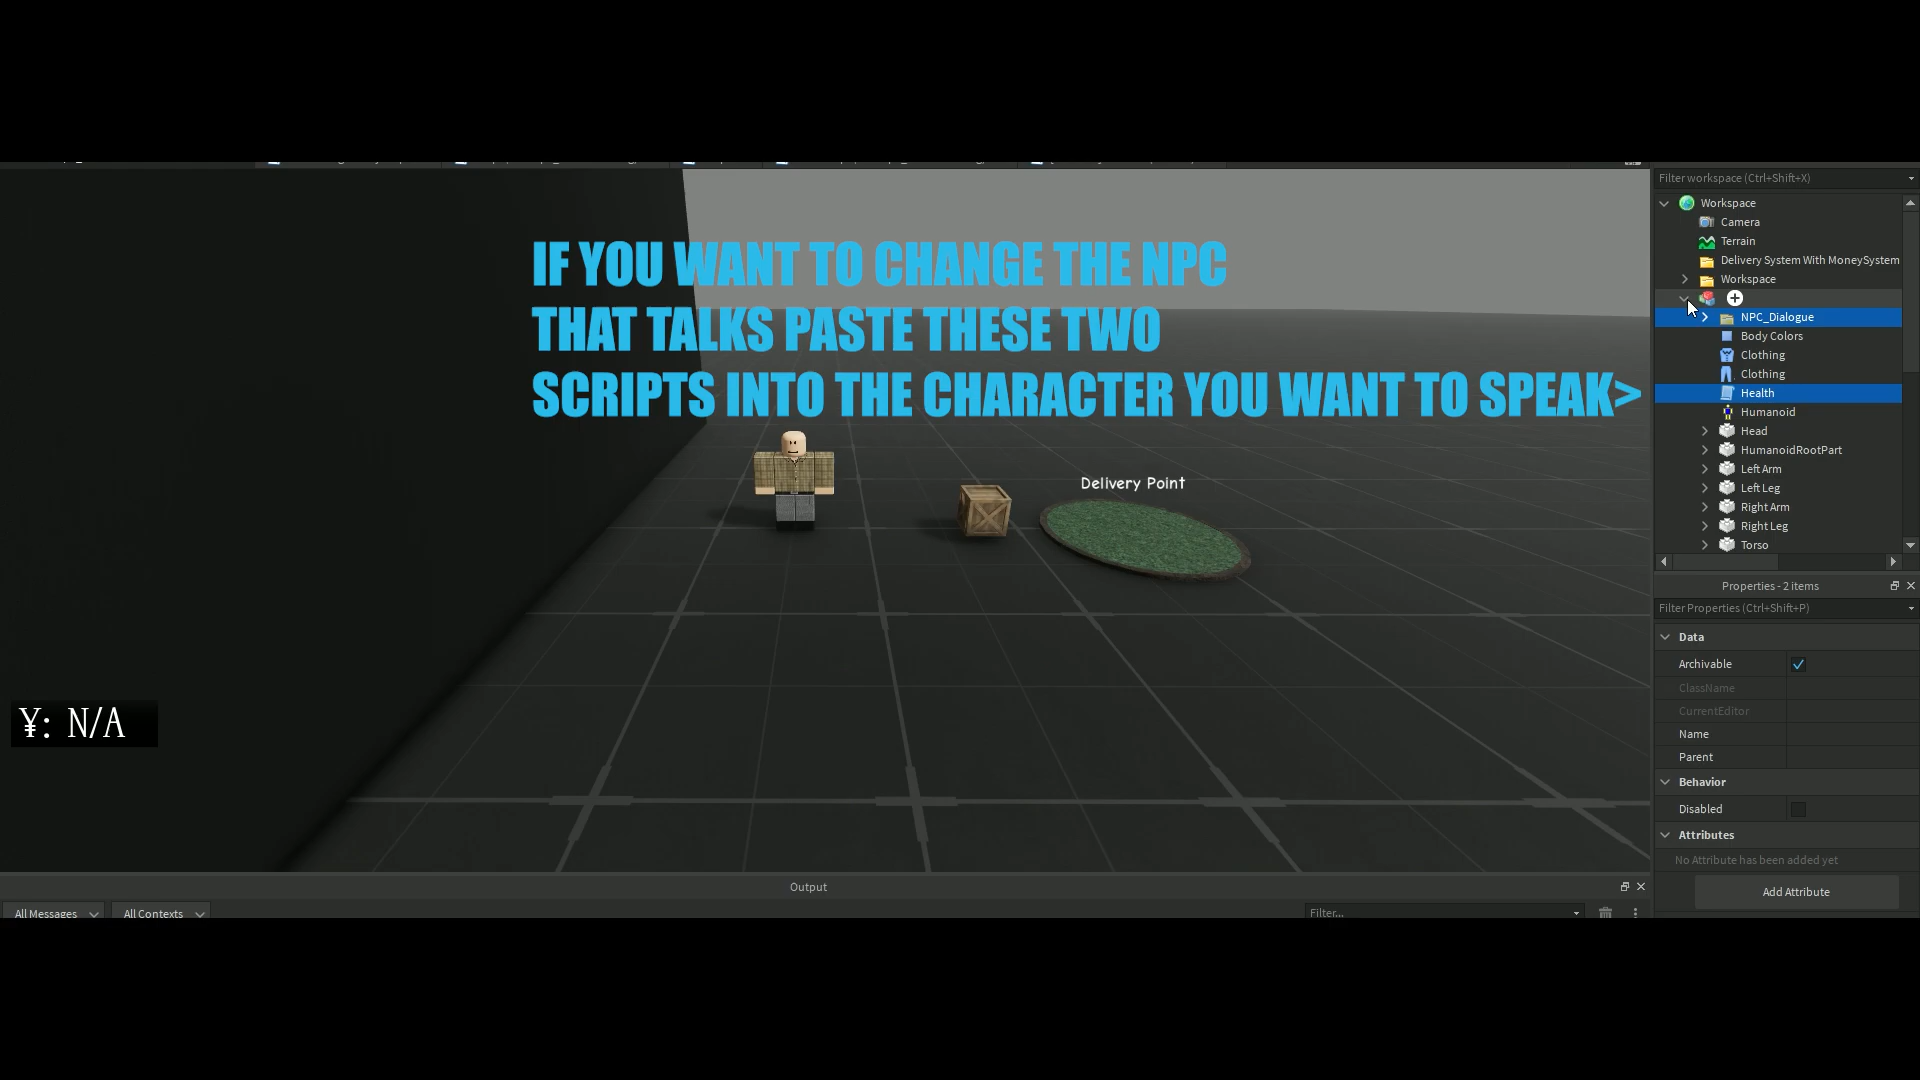 Filter workspace (Ctrl+Shift+X)
Workspace
Camera
Terrain
Delivery System With MoneySystem
Workspace
NPC_Dialogue
Body Colors
Clothing
Clothing
Health
Humanoid
Head
HumanoidRootPart
Left Arm
Left Leg
Right Arm
Right Leg
Torso
IF YOU WANT TO CHANGE THE NPC
THAT TALKS PASTE THESE TWO
SCRIPTS INTO THE CHARACTER YOU WANT TO SPEAK>
Delivery Point
¥: N/A
Properties - 2 items
Filter Properties (Ctrl+Shift+P)
Data
Archivable
ClassName
CurrentEditor
Name
Parent
Behavior
Disabled
Attributes
No Attribute has been added yet
Add Attribute
Output
All Messages
All Contexts
Filter...